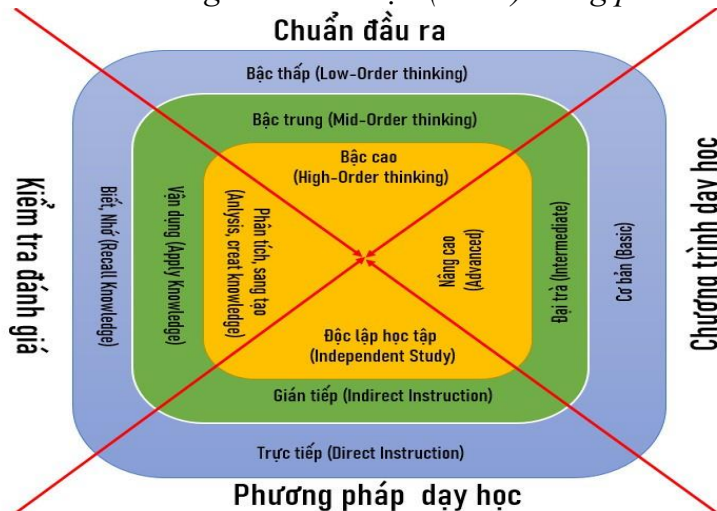 Chuẩn đầu ra
Bậc thấp (Low-Order thinking)
Bậc trung (Mid-Order thinking)
Bậc cao
(High-Order thinking)
Kiểm tra đánh giá
Biết, Nhớ (Recall Knowledge)
Vận dụng (Apply Knowledge)
Phân tích, sang tạo
(Anlysis, creat knowledge)
Nâng cao
(Advanced)
Đại trà (Intermediate)
Cơ bản (Basic)
Chương trình dạy học
Độc lập học tập
(Independent Study)
Gián tiếp (Indirect Instruction)
Trực tiếp (Direct Instruction)
Phương pháp dạy học